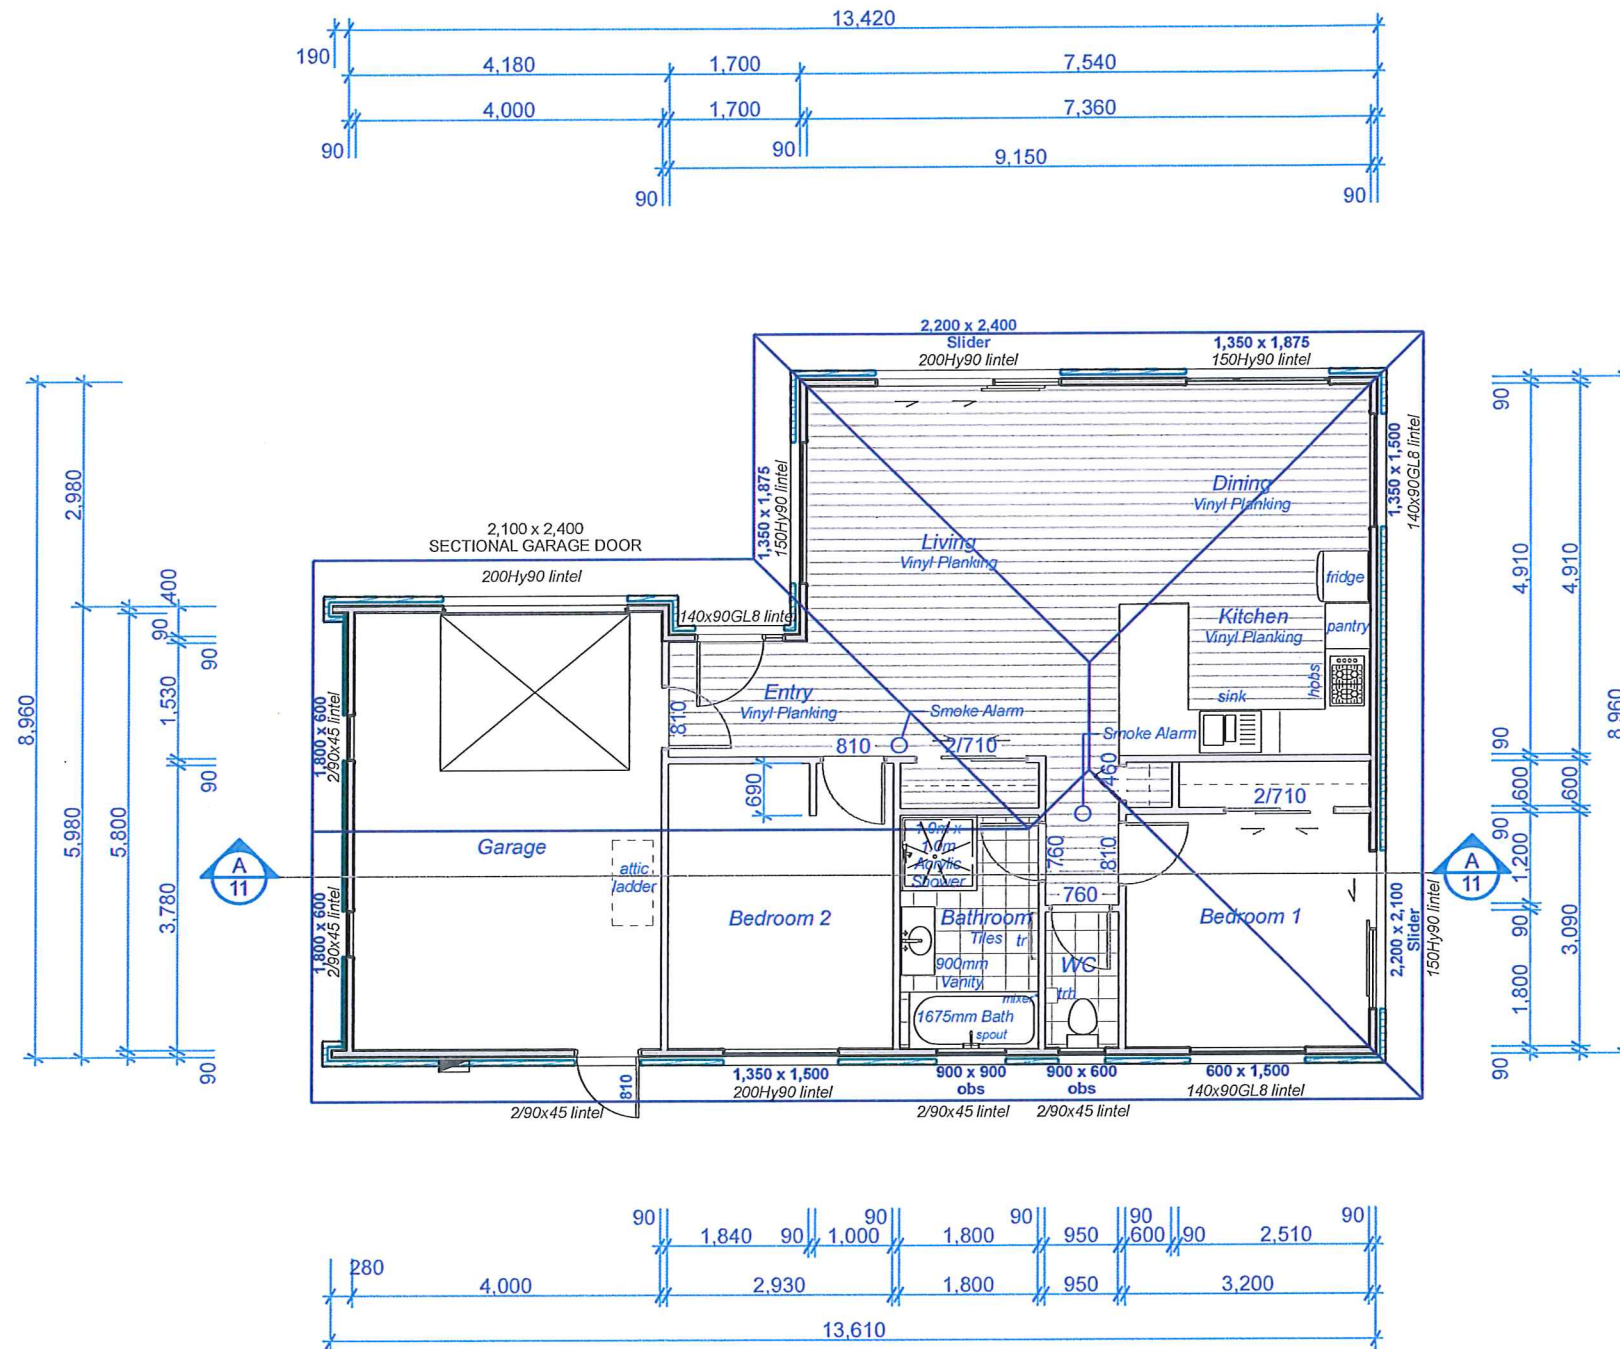 13,420
190
4,180 1,700 7,540
4,000 1,700 7,360
90 90
9,150
90 90
2,200 x 2,400
Slider
200Hy90 lintel
1,350 x 1,875
150Hy90 lintel
1,350 x 1,875
150Hy90 lintel
1,350 x 1,500
140x90GL8 lintel
2,100 x 2,400
SECTIONAL GARAGE DOOR
200Hy90 lintel
140x90GL8 lintel
Dining
Vinyl Planking
Living
Vinyl Planking
fridge
Kitchen
Vinyl Planking
pantry
hobs
sink
Entry
Vinyl Planking
Smoke Alarm
Smoke Alarm
810
810
2/710
460
690
2/710
1,800 x 600
2/90x45 lintel
1,800 x 600
2/90x45 lintel
Garage
attic
ladder
1.0m x
1.0m
Acrylic
Shower
760
810
760
Bedroom 2
Bathroom
Tiles
tr
900mm
Vanity
WC
trh
mixer
1675mm Bath
spout
Bedroom 1
2,200 x 2,100
Slider
150Hy90 lintel
A
11
A
11
810
2/90x45 lintel
1,350 x 1,500
200Hy90 lintel
900 x 900
obs
2/90x45 lintel
900 x 600
obs
2/90x45 lintel
600 x 1,500
140x90GL8 lintel
8,960
2,980
5,980
5,800
400
90
90
1,530
90
3,780
90
90
4,910
4,910
90
600
600
90
1,200
90
3,090
1,800
90
8,960
90 90 90 90 90
1,840 90 1,000 1,800 950 600 90 2,510
280
4,000 2,930 1,800 950 3,200
13,610